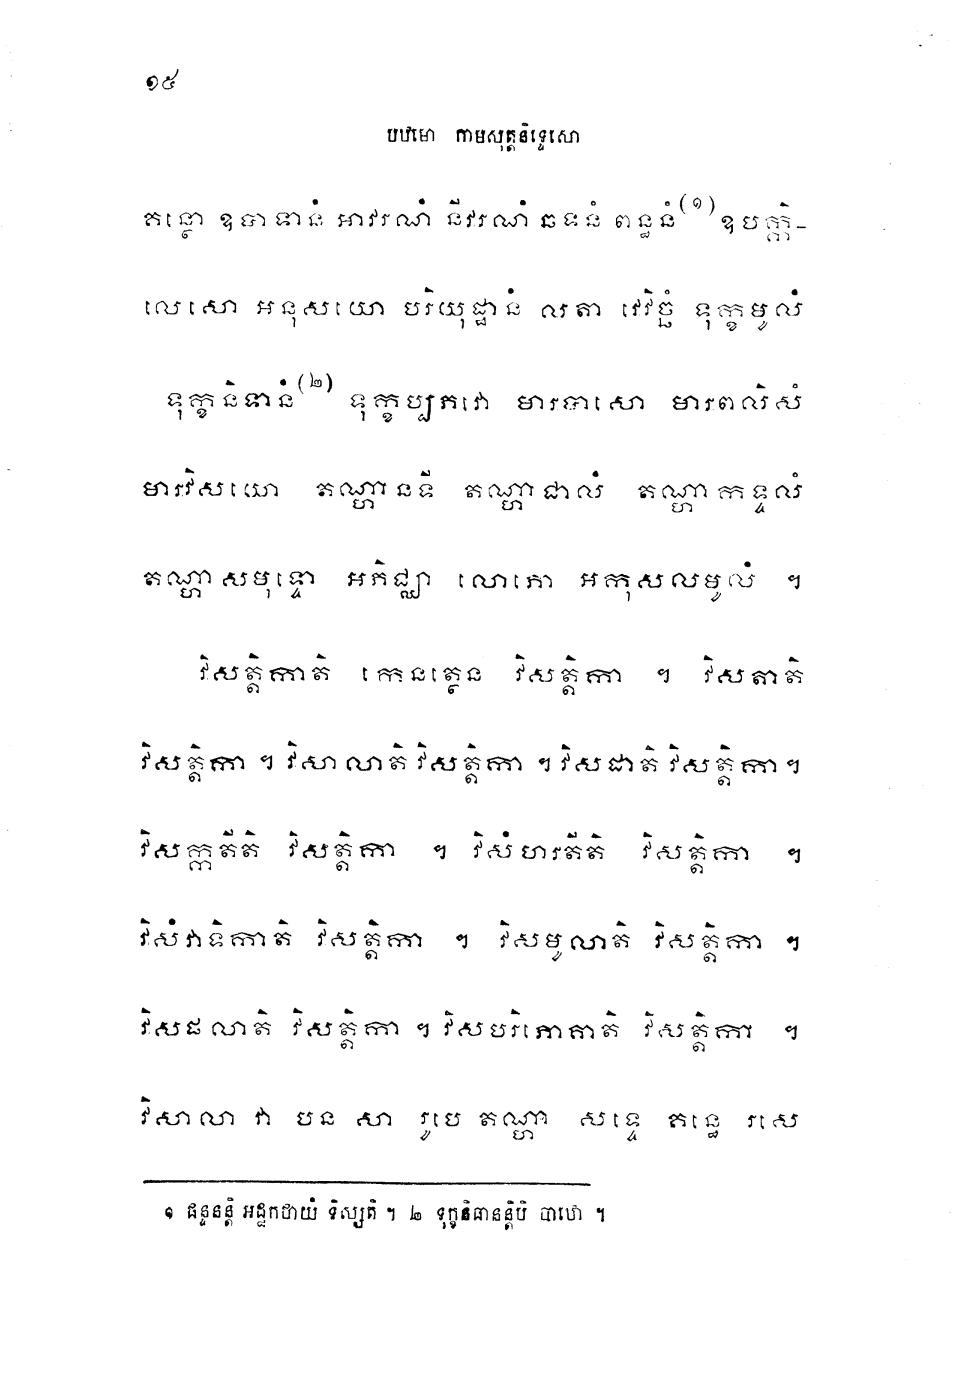 ១៥
បឋមោ កាមសុត្តនិទ្ទេសោ
គន្ថោ ឧបាទានំ អាវរណំ នីវរណំ ឆទនំ ពន្ធនំ(១) ឧបក្កិ-
លេសោ អនុសយោ បរិយុដ្ឋានំ លតា វេវិច្ឆំ ទុក្ខមូលំ
ទុក្ខនិទានំ(២) ទុក្ខប្បភវោ មារបាសោ មារពលិសំ
មារវិសយោ តណ្ហានទី តណ្ហាជាលំ តណ្ហាគទ្ទុលំ
តណ្ហាសមុទ្ទោ អភិជ្ឈា លោភោ អកុសលមូលំ ។
វិសត្តិកាតិ កេនត្ថេន វិសត្តិកា ។ វិសតាតិ
វិសត្តិកា ។ វិសាលាតិ វិសត្តិកា ។ វិសដាតិ វិសត្តិកា ។
វិសក្កតីតិ វិសត្តិកា ។ វិសំហរតីតិ វិសត្តិកា ។
វិសំវាទិកាតិ វិសត្តិកា ។ វិសមូលាតិ វិសត្តិកា ។
វិសផលាតិ វិសត្តិកា ។ វិសបរិភោគាតិ វិសត្តិកា ។
វិសាលា វា បន សា រូបេ តណ្ហា សទ្ទេ គន្ធេ រសេ
១ ផន្ទនន្តិ អដ្ឋកថាយំ ទិស្សតិ ។ ២ ទុក្ខនិធានន្តិបិ បាឋោ ។